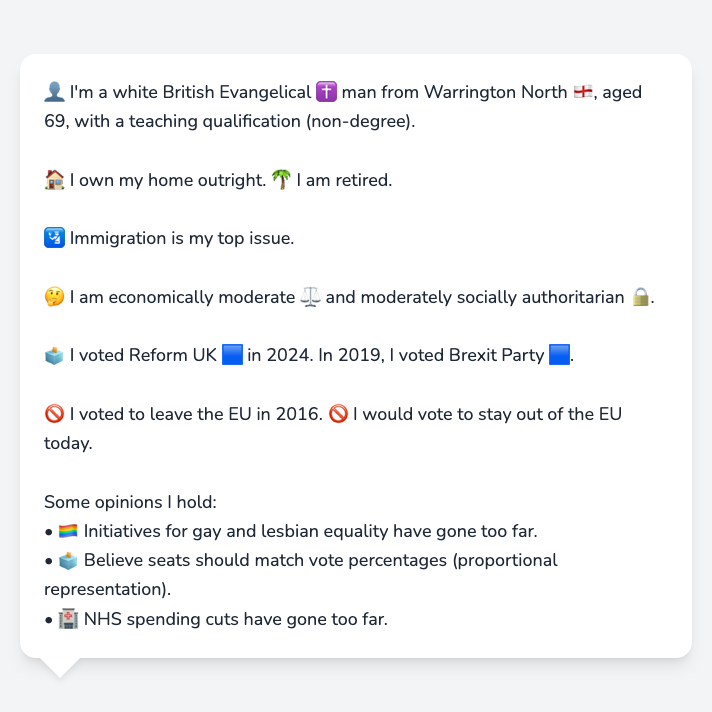 👤 I'm a white British Evangelical ✝️ man from Warrington North 🏴󠁧󠁢󠁥󠁮󠁧󠁿, aged
69, with a teaching qualification (non-degree).
🏠 I own my home outright. 🌴 I am retired.
🛂 Immigration is my top issue.
🤔 I am economically moderate ⚖️ and moderately socially authoritarian 🔒.
🗳️ I voted Reform UK 🟦 in 2024. In 2019, I voted Brexit Party 🟦.
🚫 I voted to leave the EU in 2016. 🚫 I would vote to stay out of the EU
today.
Some opinions I hold:
• 🏳️‍🌈 Initiatives for gay and lesbian equality have gone too far.
• 🗳️ Believe seats should match vote percentages (proportional
representation).
• 🏥 NHS spending cuts have gone too far.